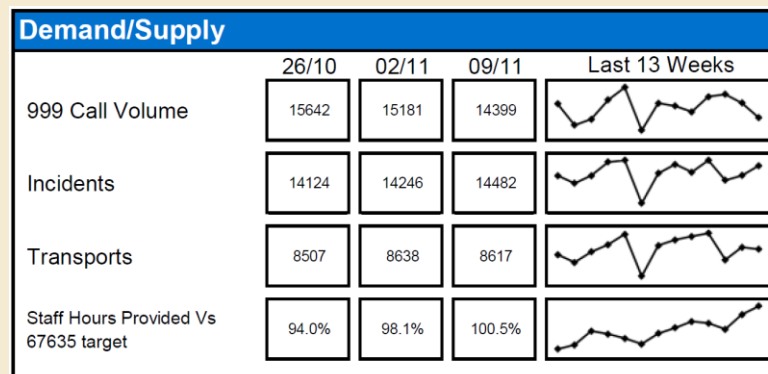 Demand/Supply
26/10 02/11 09/11 Last 13 Weeks
999 Call Volume 15642 15181 14399
Incidents 14124 14246 14482
Transports 8507 8638 8617
Staff Hours Provided Vs
67635 target 94.0% 98.1% 100.5%